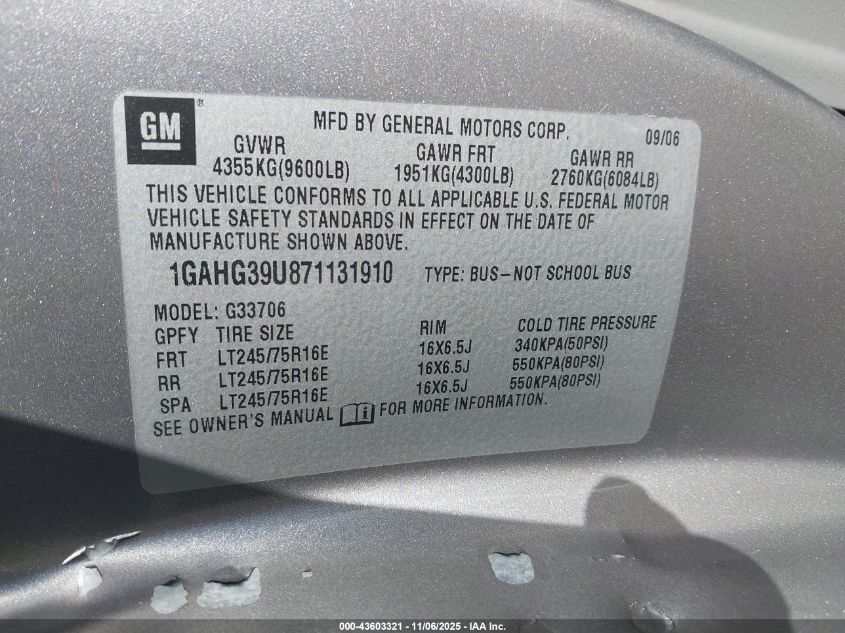 GM ®
MFD BY GENERAL MOTORS CORP. 09/06
GVWR GAWR FRT GAWR RR
4355KG(9600LB) 1951KG(4300LB) 2760KG(6084LB)
THIS VEHICLE CONFORMS TO ALL APPLICABLE U.S. FEDERAL MOTOR
VEHICLE SAFETY STANDARDS IN EFFECT ON THE DATE OF
MANUFACTURE SHOWN ABOVE.
1GAHG39U871131910 TYPE: BUS-NOT SCHOOL BUS
MODEL: G33706
GPFY TIRE SIZE RIM COLD TIRE PRESSURE
FRT LT245/75R16E 16X6.5J 340KPA(50PSI)
RR LT245/75R16E 16X6.5J 550KPA(80PSI)
SPA LT245/75R16E 16X6.5J 550KPA(80PSI)
SEE OWNER'S MANUAL i FOR MORE INFORMATION.
000-43603321 - 11/06/2025 - IAA Inc.